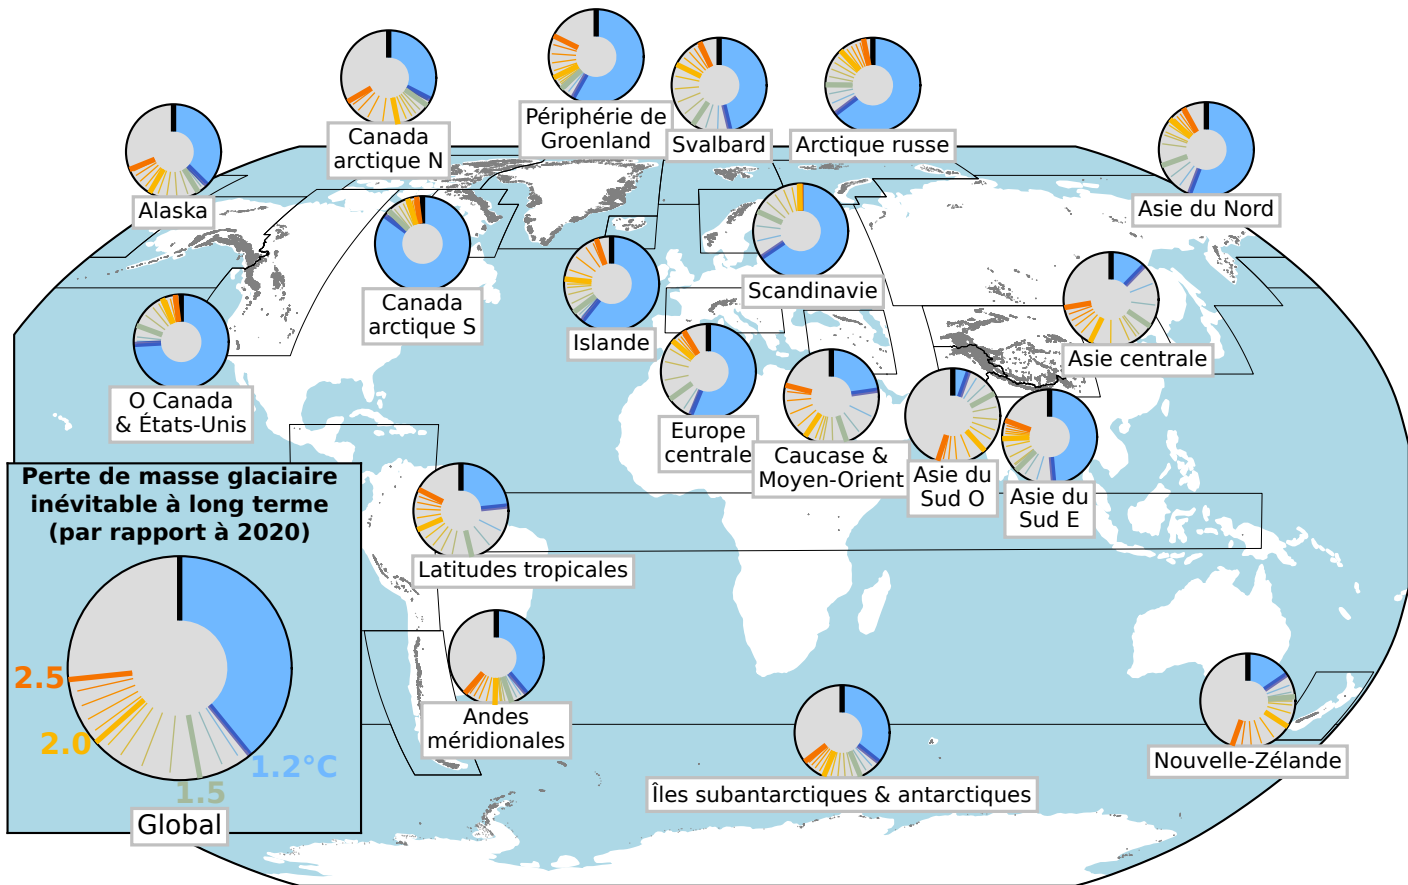 Périphérie de
Groenland
Canada
arctique N
Svalbard
Arctique russe
Alaska
Asie du Nord
Canada
arctique S
Scandinavie
Islande
Asie centrale
O Canada
& États-Unis
Europe
centrale
Caucase &
Moyen-Orient
Asie du
Sud O
Asie du
Sud E
Perte de masse glaciaire
inévitable à long terme
(par rapport à 2020)
2.5
2.0
1.2°C
1.5
Global
Latitudes tropicales
Andes
méridionales
Îles subantarctiques & antarctiques
Nouvelle-Zélande